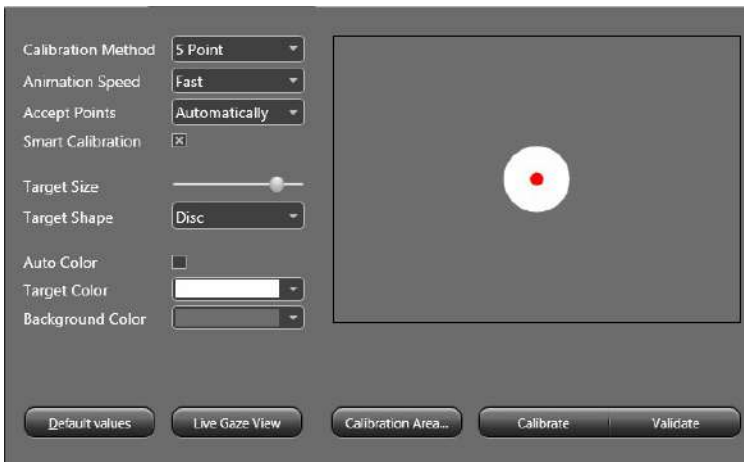 Calibration Method 5 Point
Animation Speed Fast
Accept Points Automatically
Smart Calibration
Target Size
Target Shape Disc
Auto Color
Target Color
Background Color
Default values Live Gaze View Calibration Area... Calibrate Validate